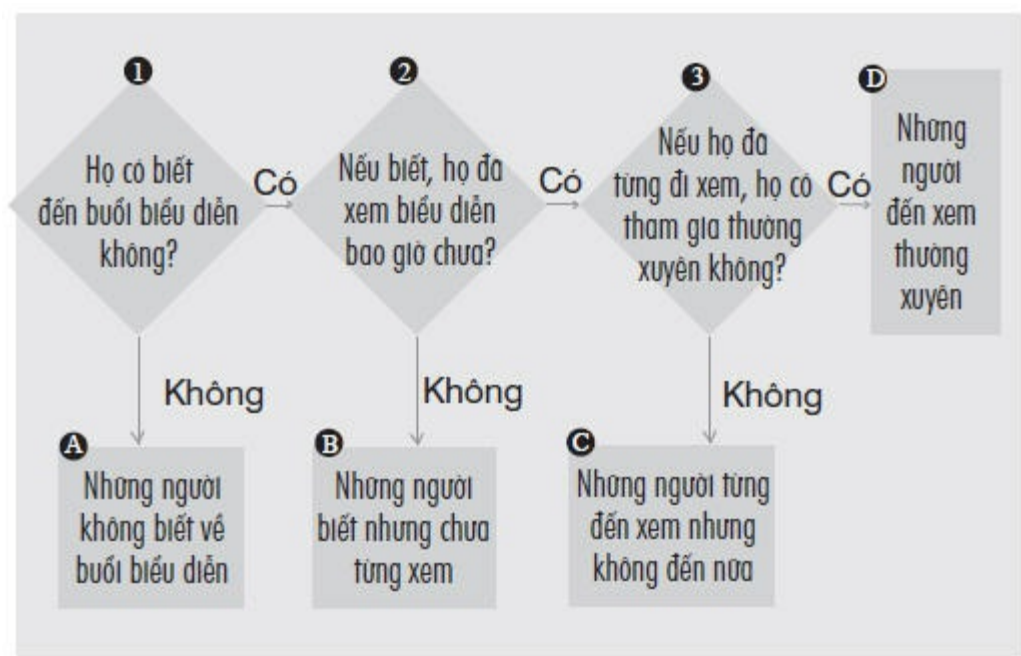 1
Họ có biết
đến buổi biểu diễn
không?
Có
2
Nếu biết, họ đã
xem biểu diễn
bao giờ chưa?
Có
3
Nếu họ đã
từng đi xem, họ có
tham gia thường
xuyên không?
Có
D
Những
người
đến xem
thường
xuyên
Không
Không
Không
A
Những người
không biết về
buổi biểu diễn
B
Những người
biết nhưng chưa
từng xem
C
Những người từng
đến xem nhưng
không đến nữa